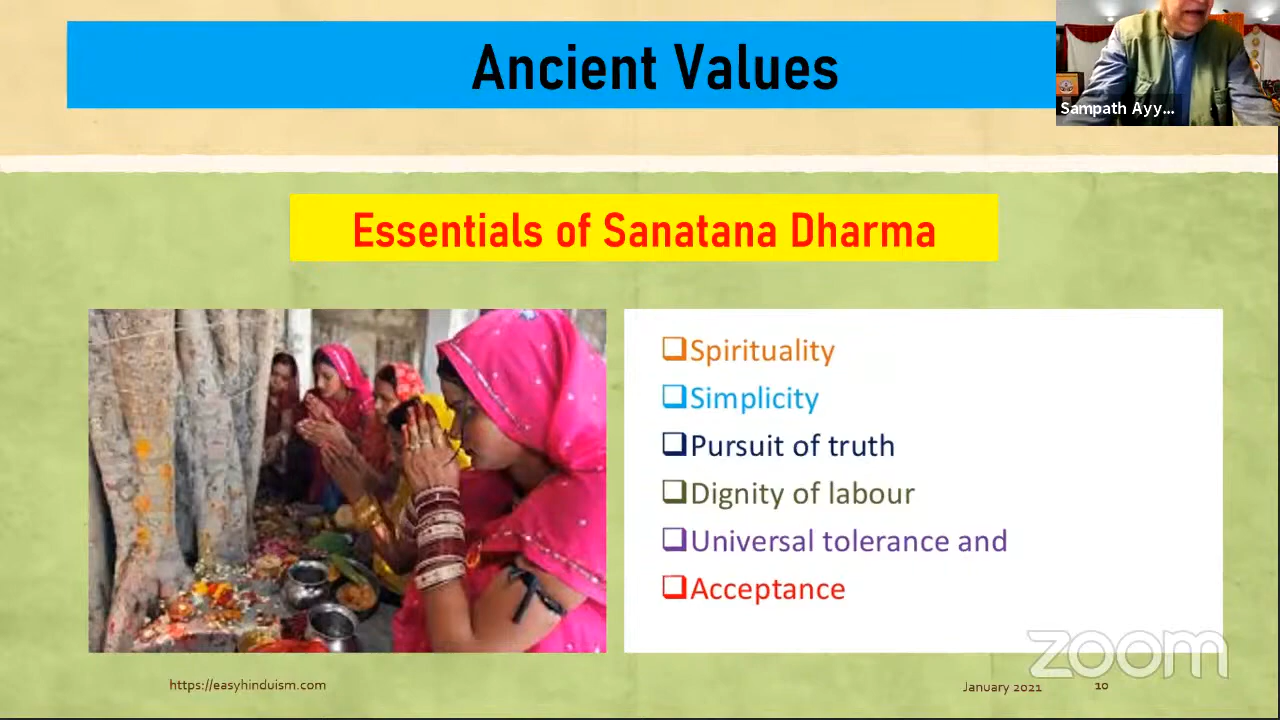 Ancient Values
Sampath Ayy...
Essentials of Sanatana Dharma
Spirituality
Simplicity
Pursuit of truth
Dignity of labour
Universal tolerance and
Acceptance
zoom
https://easyhinduism.com
January 2021
10